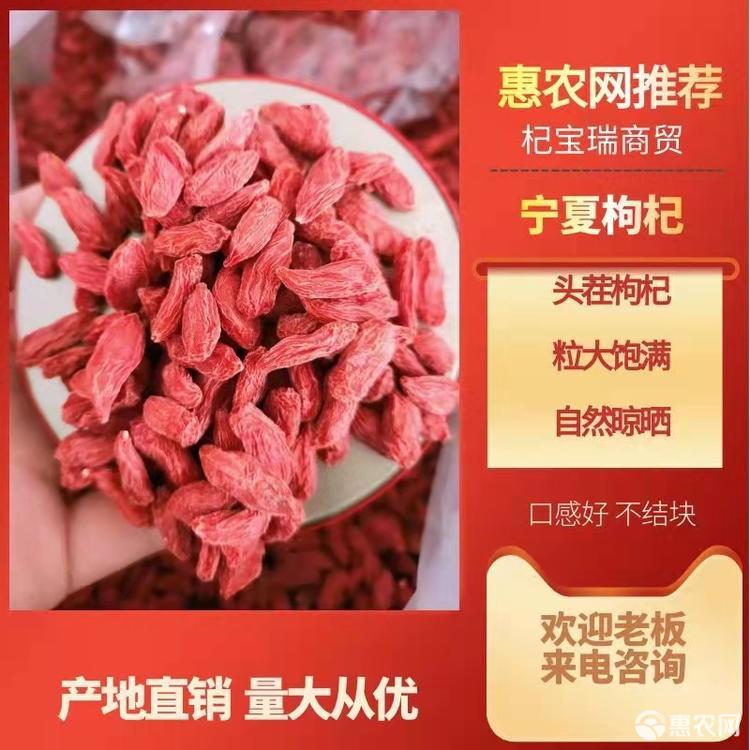 惠农网推荐
杞宝瑞商贸
宁夏枸杞
头茬枸杞
粒大饱满
自然晾晒
口感好 不结块
欢迎老板
来电咨询
产地直销 量大从优
惠农网